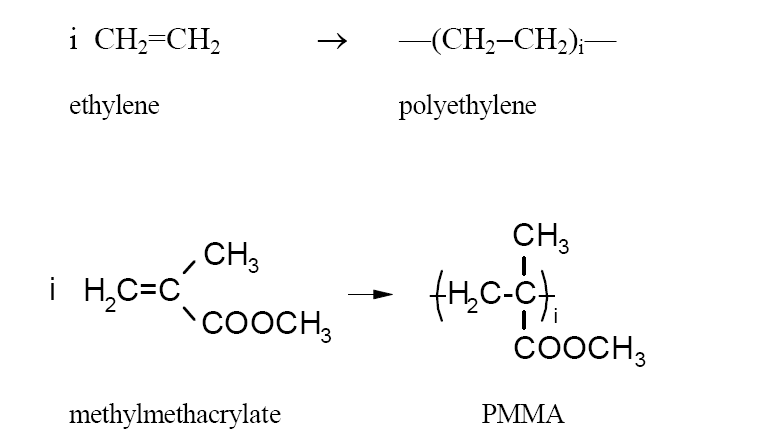 i CH₂=CH₂ → —(CH₂–CH₂)ᵢ—
ethylene polyethylene
CH₃ CH₃
i H₂C=C → (H₂C-C)ᵢ
COOCH₃ COOCH₃
methylmethacrylate PMMA